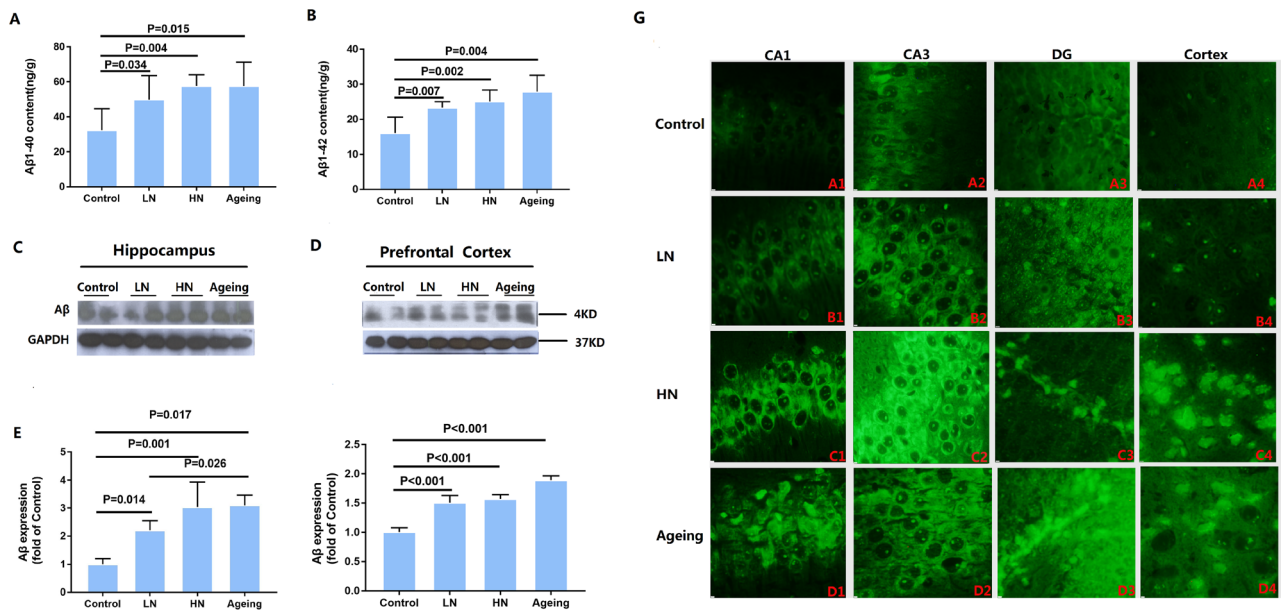 A
P=0.015
P=0.004
P=0.034
Aβ1-40 content(ng/g)
80
60
40
20
0
Control LN HN Ageing
B
P=0.004
P=0.002
P=0.007
Aβ1-42 content(ng/g)
40
30
20
10
0
Control LN HN Ageing
C
Hippocampus
Control LN HN Ageing
Aβ
GAPDH
D
Prefrontal Cortex
Control LN HN Ageing
4KD
37KD
E
P=0.017
P=0.001
P=0.026
P=0.014
Aβ expression
(fold of Control)
5
4
3
2
1
0
Control LN HN Ageing
P<0.001
P<0.001
P<0.001
Aβ expression
(fold of Control)
2.5
2.0
1.5
1.0
0.5
0.0
Control LN HN Ageing
G
CA1 CA3 DG Cortex
Control
A1 A2 A3 A4
LN
B1 B2 B3 B4
HN
C1 C2 C3 C4
Ageing
D1 D2 D3 D4